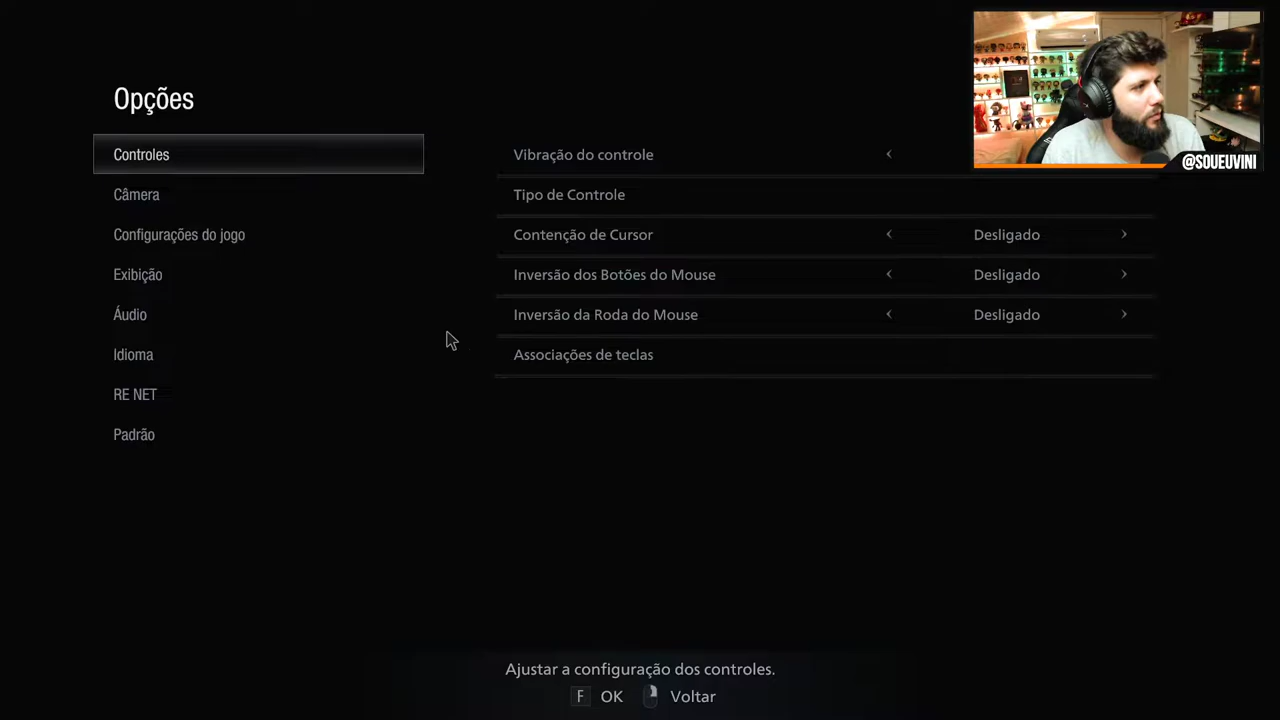 Opções
Controles
Câmera
Configurações do jogo
Exibição
Áudio
Idioma
RE NET
Padrão
Vibração do controle
Tipo de Controle
Contenção de Cursor Desligado
Inversão dos Botões do Mouse Desligado
Inversão da Roda do Mouse Desligado
Associações de teclas
@SOUEUVINI
Ajustar a configuração dos controles.
F OK Voltar